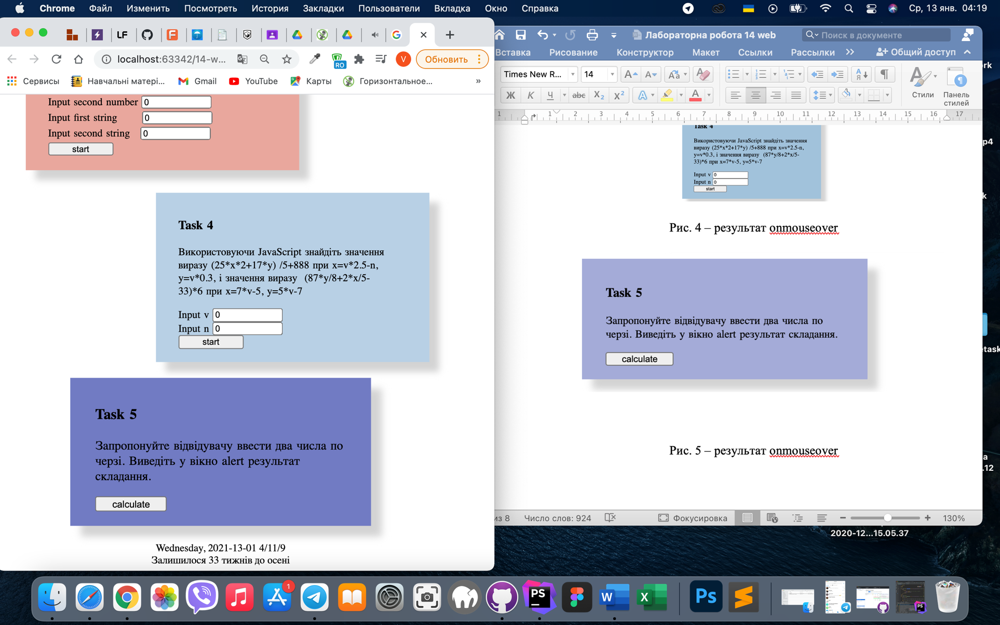 Chrome Файл Изменить Посмотреть История Закладки Пользователи Вкладка Окно Справка Ср, 13 янв. 04:19
LF
localhost:63342/14-w...
RO
V
Обновить
Сервисы Навчальні матері... Gmail YouTube Карты Горизонтальное... »
Input second number 0
Input first string 0
Input second string 0
start
Task 4
Використовуючи JavaScript знайдіть значення
виразу (25*x*2+17*y) /5+888 при x=v*2.5-n,
y=v*0.3, і значення виразу (87*y/8+2*x/5-
33)*6 при x=7*v-5, y=5*v-7
Input v 0
Input n 0
start
Task 5
Запропонуйте відвідувачу ввести два числа по
черзі. Виведіть у вікно alert результат
складання.
calculate
Wednesday, 2021-13-01 4/11/9
Залишилося 33 тижнів до осені
Лабораторна робота 14 web
Поиск в документе
Вставка Рисование Конструктор Макет Ссылки Рассылки Общий доступ
Times New R... 14
Ж К Ч abc X2 X2 A A
Стили
Панель
стилей
1 1 2 3 4 5 6 7 8 9 10 11 12 13 14 15 16 17
Task 4
Використовуючи JavaScript знайдіть значення
виразу (25*x*2+17*y) /5+888 при x=v*2.5-n,
y=v*0.3, і значення виразу (87*y/8+2*x/5-
33)*6 при x=7*v-5, y=5*v-7
Input v 0
Input n 0
start
Рис. 4 – результат onmouseover
Task 5
Запропонуйте відвідувачу ввести два числа по
черзі. Виведіть у вікно alert результат складання.
calculate
Рис. 5 – результат onmouseover
из 8 Число слов: 924 Фокусировка 130%
2020-12...15.05.37
rk
p4
k
etask
a
.12
1
PS
W
X
Ps
PS